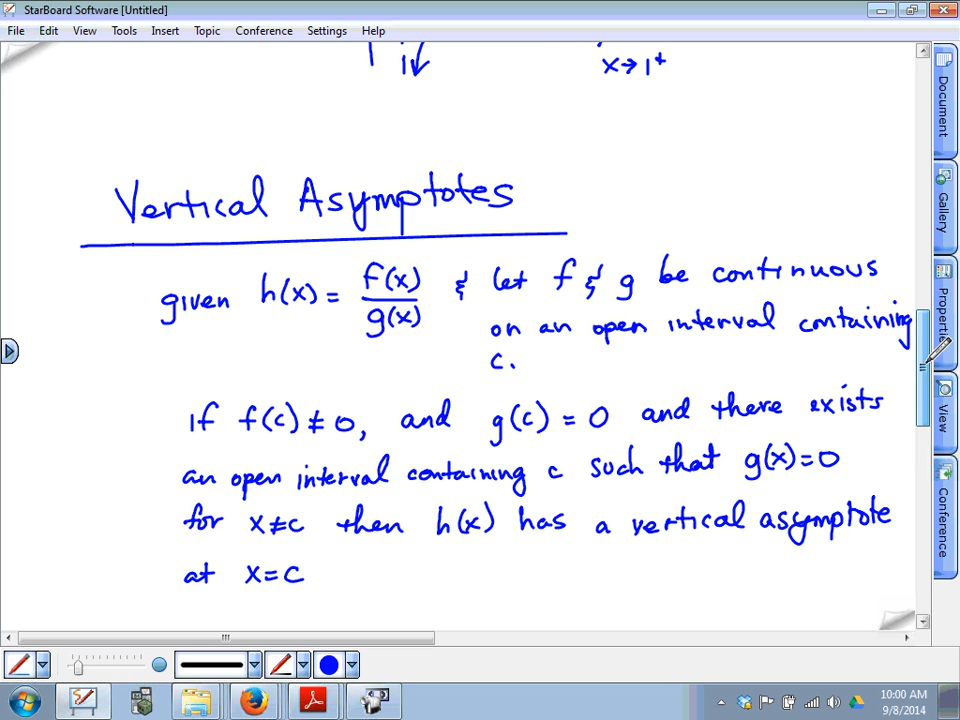 StarBoard Software [Untitled]
File Edit View Tools Insert Topic Conference Settings Help
x→1⁺
Vertical Asymptotes
given h(x) = f(x)/g(x) & let f & g be continuous
on an open interval containing
c.
If f(c) ≠ 0, and g(c) = 0 and there exists
an open interval containing c such that g(x)=0
for x≠c then h(x) has a vertical asymptote
at x=c
Document
Gallery
Properties
View
Conference
10:00 AM
9/8/2014